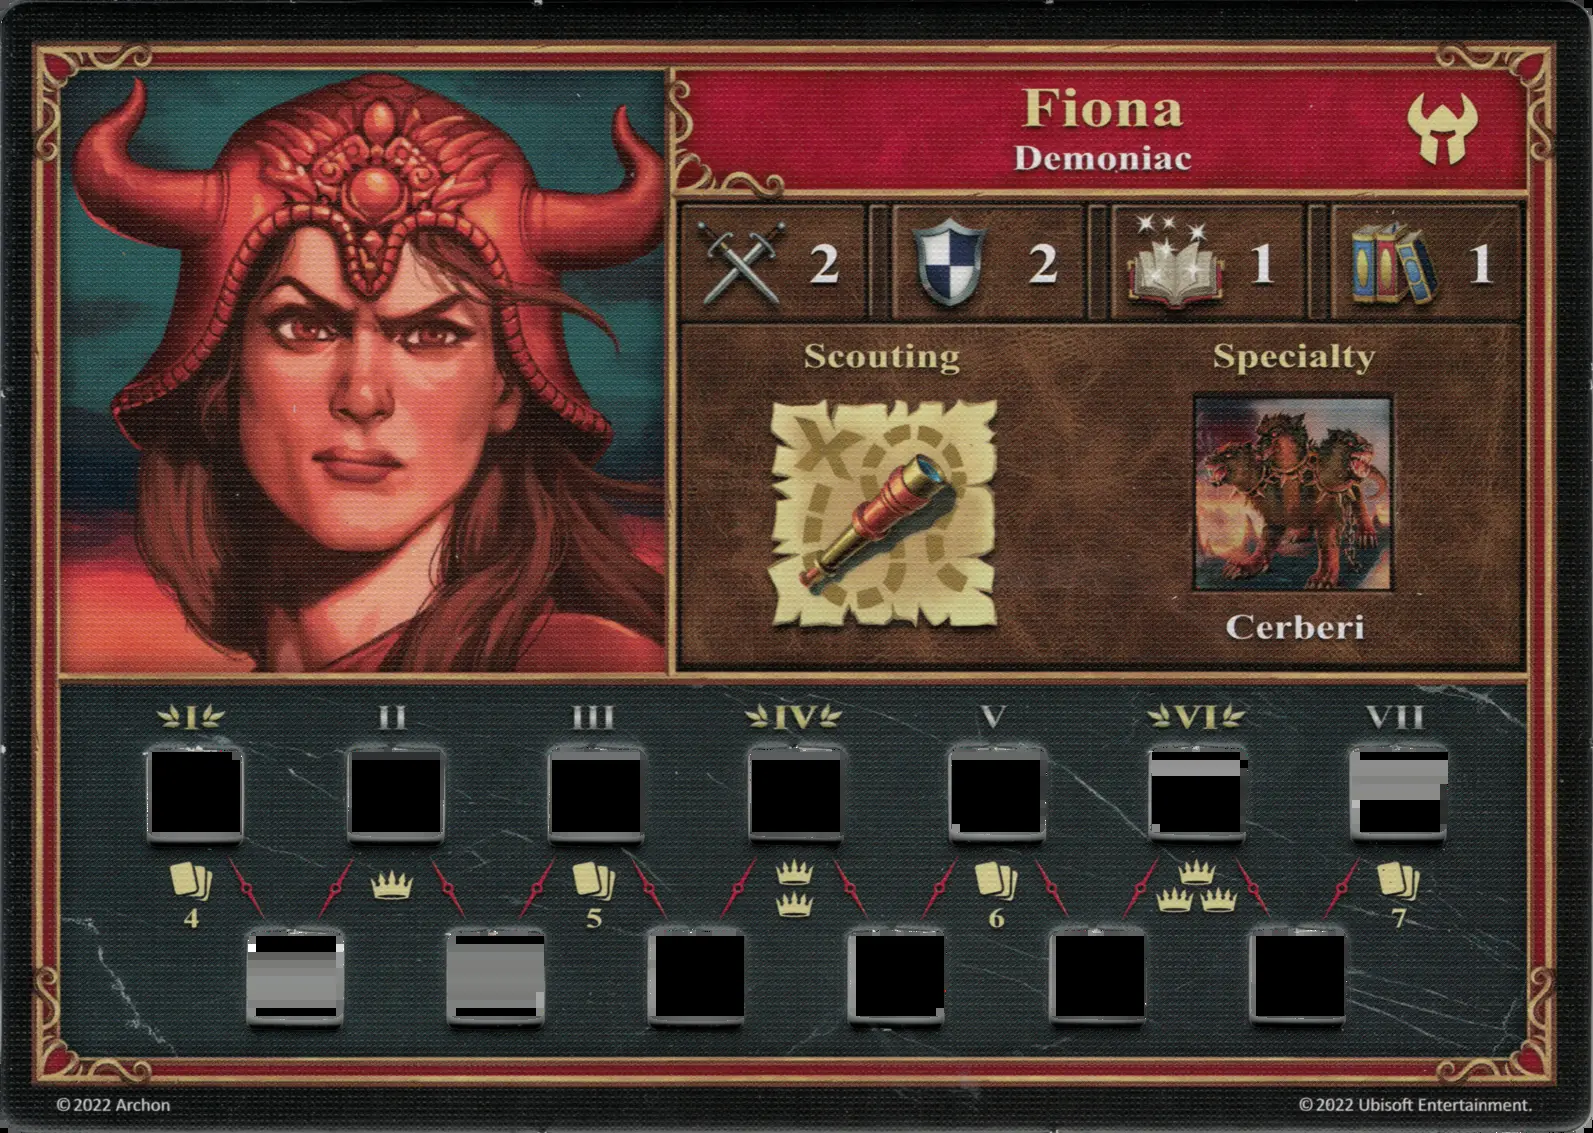 Fiona
Demoniac
2 2 1 1
Scouting Specialty
Cerberi
I II III IV V VI VII
4 5 6 7
©2022 Archon ©2022 Ubisoft Entertainment.